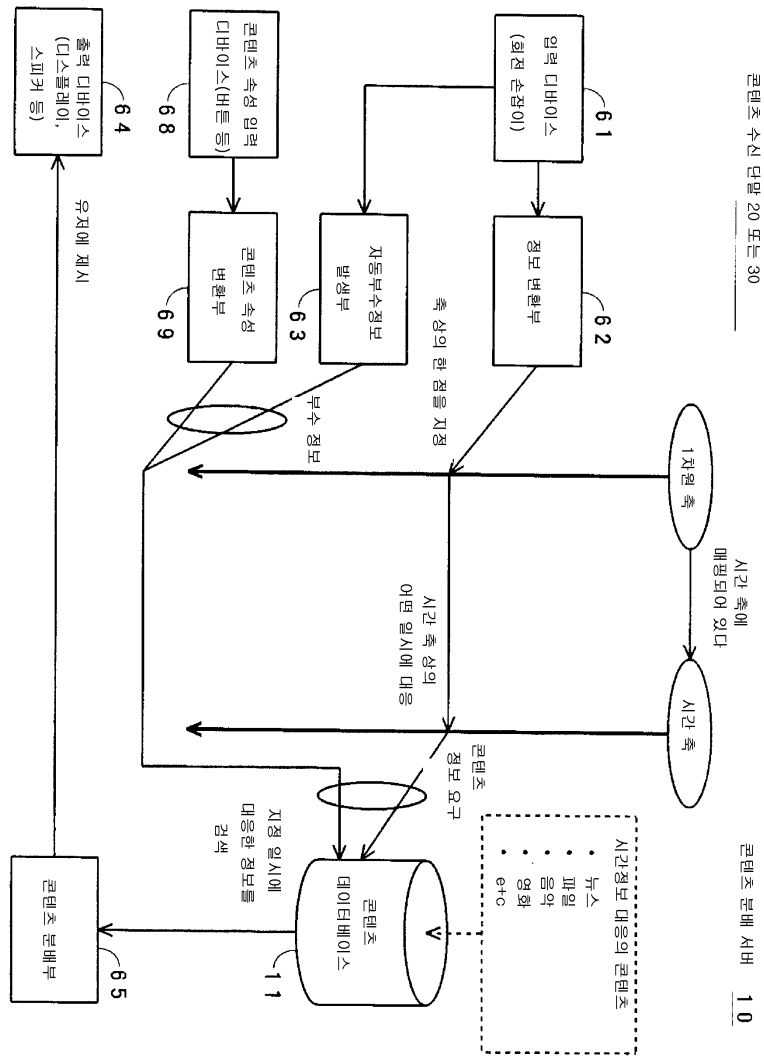 콘텐츠 수신 단말 20 또는 30
콘텐츠 분배 서버 10
1차원 축
시간 축에
매핑되어 있다
시간 축
시간정보 대응의 콘텐츠
• 뉴스
• 파일
• 음악
• 영화
• e+c
61
입력 디바이스
(회전 손잡이)
62
정보 변환부
축 상의 한 점을 지정
시간 축 상의
어떤 일시에 대응
콘텐츠
정보 요구
63
자동부수정보
발생부
부수 정보
68
콘텐츠 속성 입력
디바이스(버튼 등)
69
콘텐츠 속성
변환부
지정 일시에
대응한 정보를
검색
콘텐츠
데이터베이스
11
64
출력 디바이스
(디스플레이,
스피커 등)
유저에 제시
콘텐츠 분배부
65